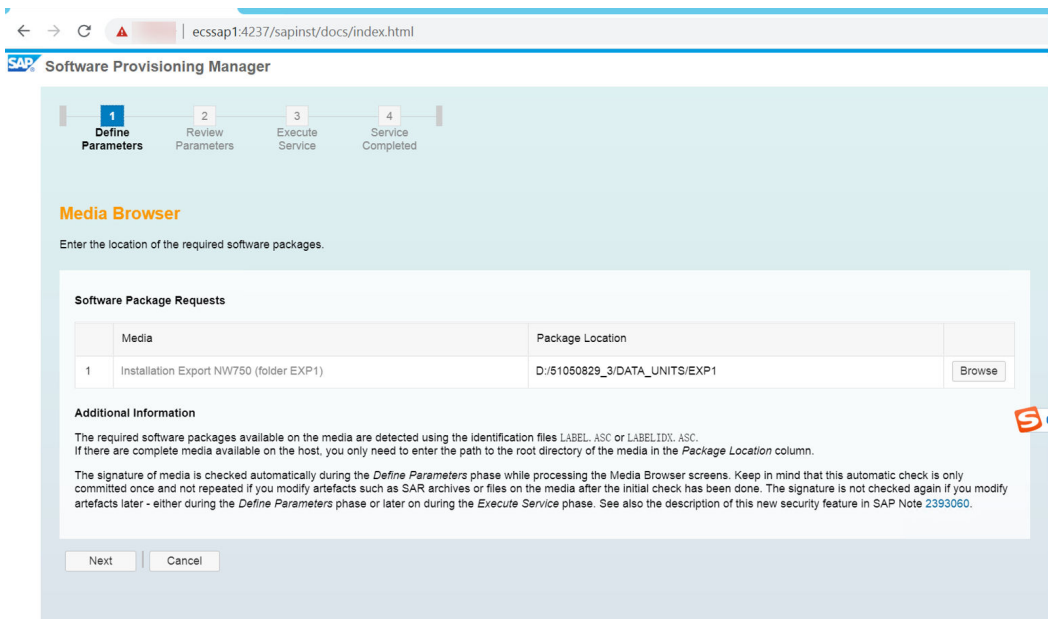 ecssap1:4237/sapinst/docs/index.html
SAP Software Provisioning Manager
1 2 3 4
Define Review Execute Service
Parameters Parameters Service Completed
Media Browser
Enter the location of the required software packages.
Software Package Requests
Media Package Location
1 Installation Export NW750 (folder EXP1) D:/51050829_3/DATA_UNITS/EXP1 Browse
Additional Information
The required software packages available on the media are detected using the identification files LABEL.ASC or LABELIDX.ASC.
If there are complete media available on the host, you only need to enter the path to the root directory of the media in the Package Location column.
The signature of media is checked automatically during the Define Parameters phase while processing the Media Browser screens. Keep in mind that this automatic check is only
committed once and not repeated if you modify artefacts such as SAR archives or files on the media after the initial check has been done. The signature is not checked again if you modify
artefacts later - either during the Define Parameters phase or later on during the Execute Service phase. See also the description of this new security feature in SAP Note 2393060.
Next Cancel